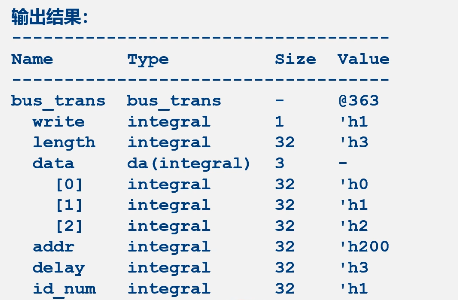 输出结果:
------------------------------------
Name       Type          Size  Value
------------------------------------
bus_trans  bus_trans     -     @363
  write    integral      1     'h1
  length   integral      32    'h3
  data     da(integral)  3     -
    [0]    integral      32    'h0
    [1]    integral      32    'h1
    [2]    integral      32    'h2
  addr     integral      32    'h200
  delay    integral      32    'h3
  id_num   integral      32    'h1